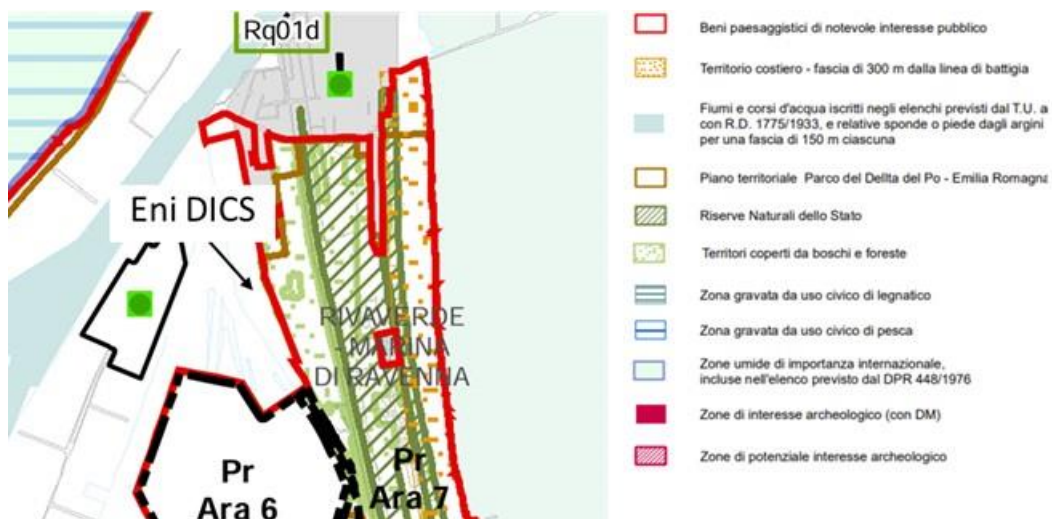 Rq01d
Eni DICS
RIVAVERDE
- MARINA
DI RAVENNA
Pr
Ara 6
Pr
Ara 7
Beni paesaggistici di notevole interesse pubblico
Territorio costiero - fascia di 300 m dalla linea di battigia
Fiumi e corsi d'acqua iscritti negli elenchi previsti dal T.U. a
con R.D. 1775/1933, e relative sponde o piede dagli argini
per una fascia di 150 m ciascuna
Piano territoriale Parco del Dellta del Po - Emilia Romagna
Riserve Naturali dello Stato
Territori coperti da boschi e foreste
Zona gravata da uso civico di legnatico
Zona gravata da uso civico di pesca
Zone umide di importanza internazionale,
incluse nell'elenco previsto dal DPR 448/1976
Zone di interesse archeologico (con DM)
Zone di potenziale interesse archeologico